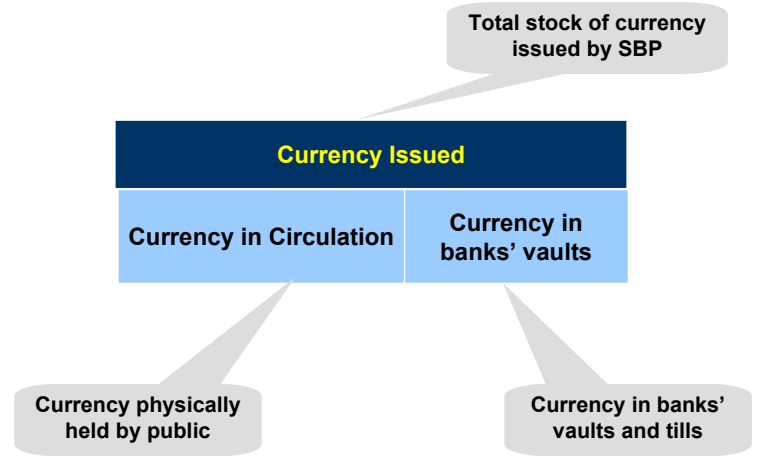 Total stock of currency
issued by SBP
Currency Issued
Currency in Circulation
Currency in
banks’ vaults
Currency physically
held by public
Currency in banks’
vaults and tills